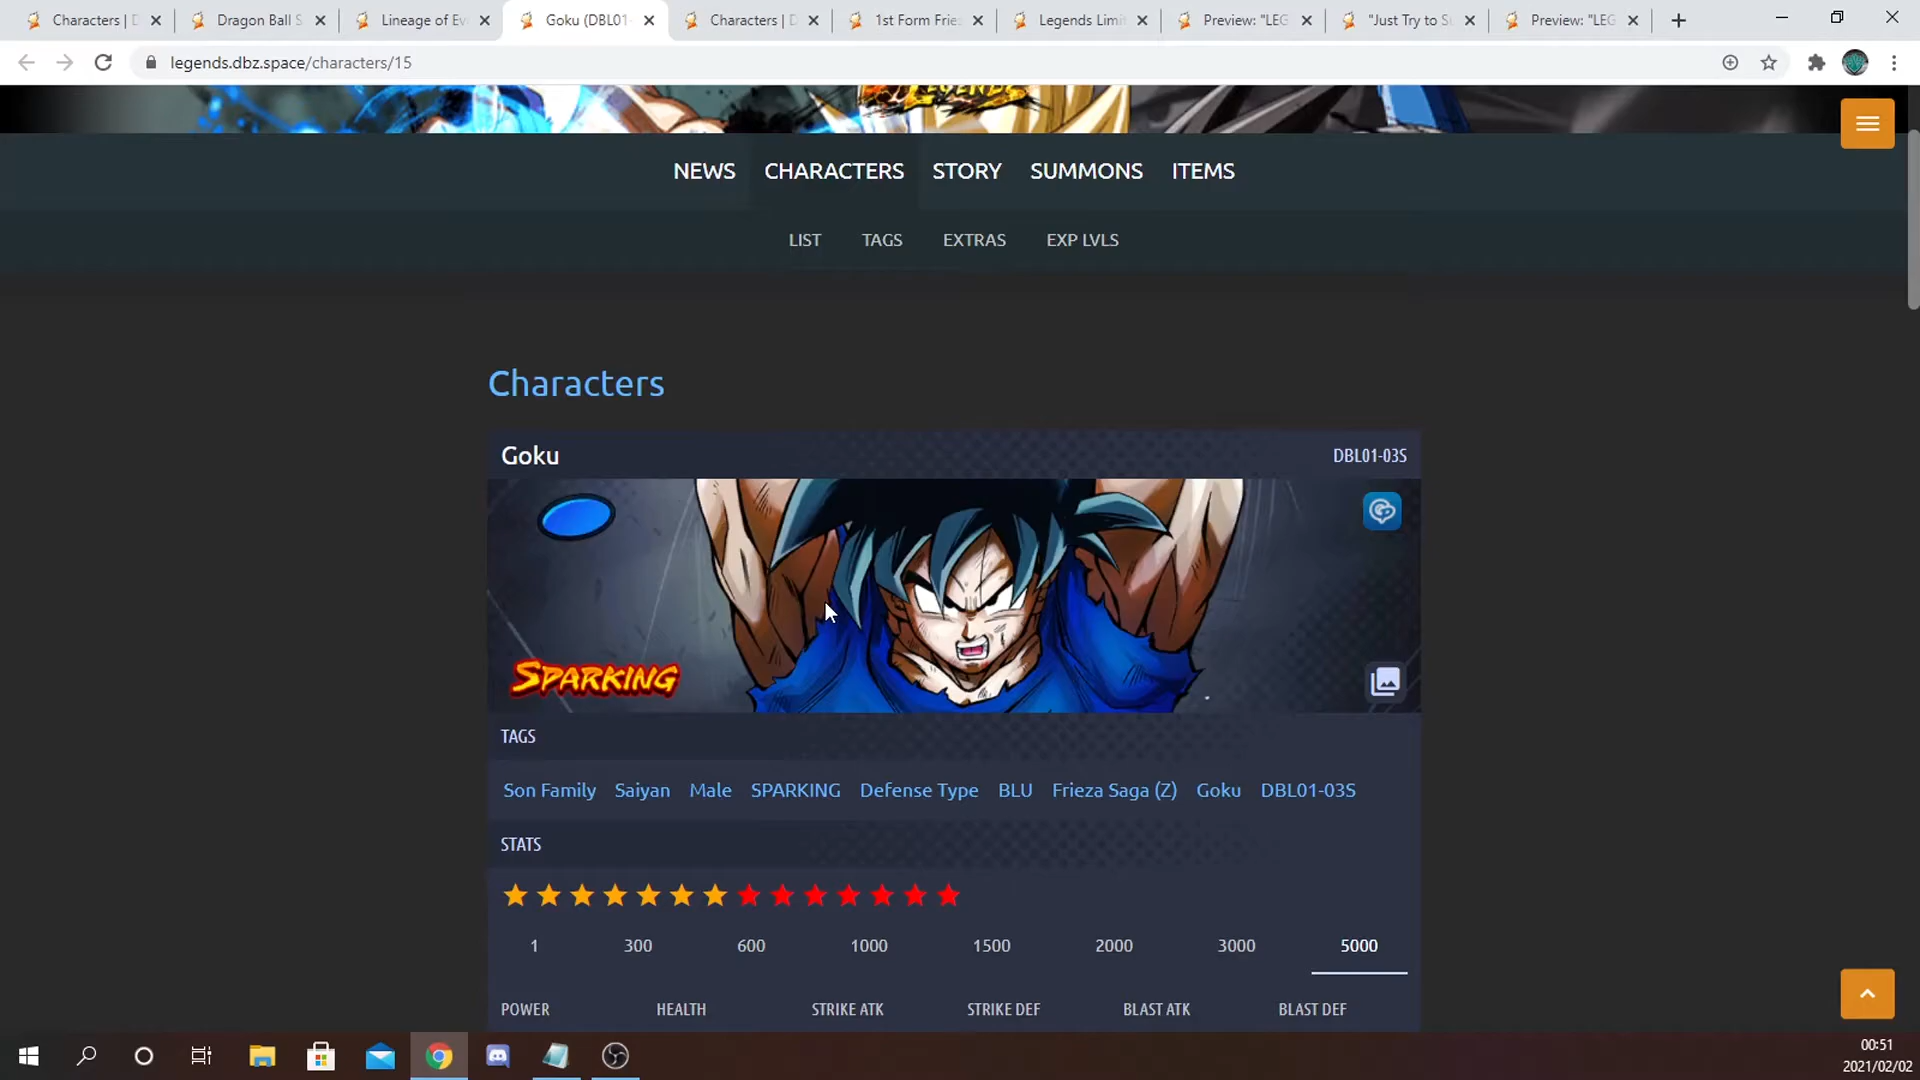 Characters | D
Dragon Ball S
Lineage of Evi
Goku (DBL01-
Characters | D
1st Form Frie
Legends Limit
Preview: "LEG
"Just Try to S
Preview: "LEG
legends.dbz.space/characters/15
LEGENDS
NEWS CHARACTERS STORY SUMMONS ITEMS
LIST TAGS EXTRAS EXP LVLS
Characters
Goku DBL01-03S
SPARKING
TAGS
Son Family Saiyan Male SPARKING Defense Type BLU Frieza Saga (Z) Goku DBL01-03S
STATS
1 300 600 1000 1500 2000 3000 5000
POWER HEALTH STRIKE ATK STRIKE DEF BLAST ATK BLAST DEF
00:51
2021/02/02